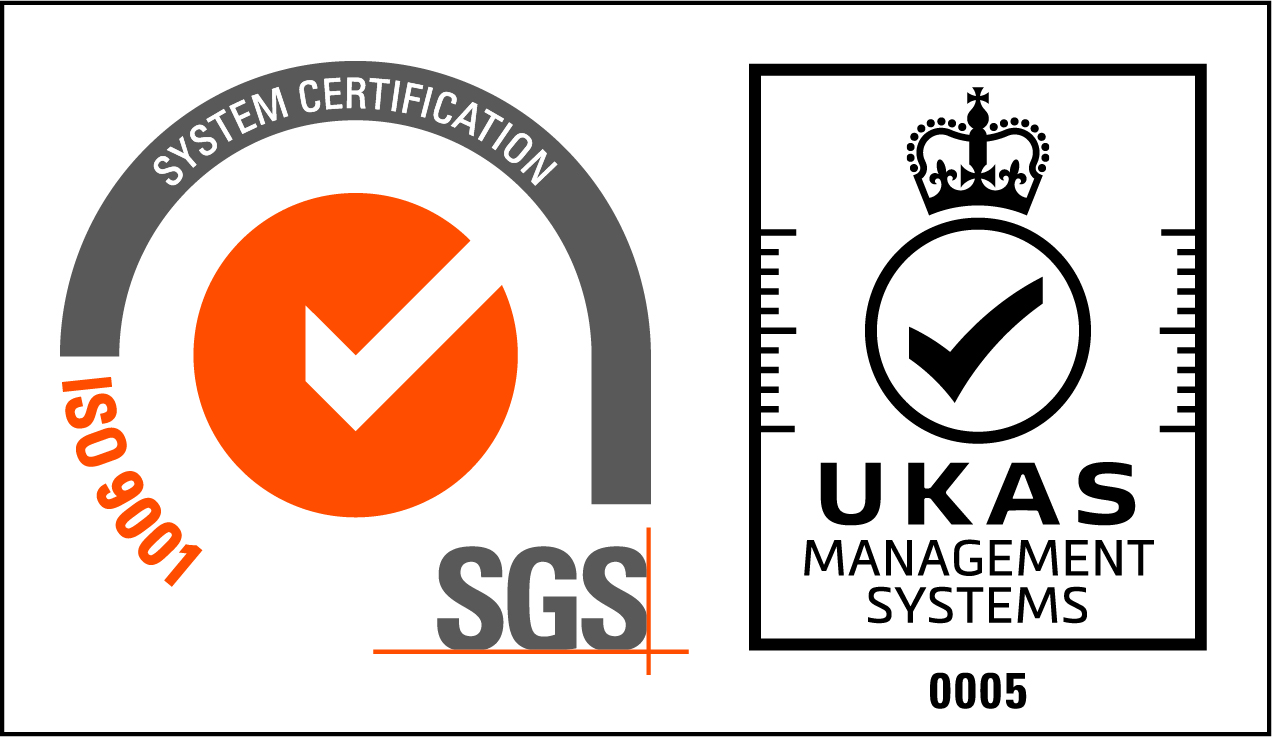 SYSTEM CERTIFICATION
ISO 9001
SGS
UKAS
MANAGEMENT
SYSTEMS
0005